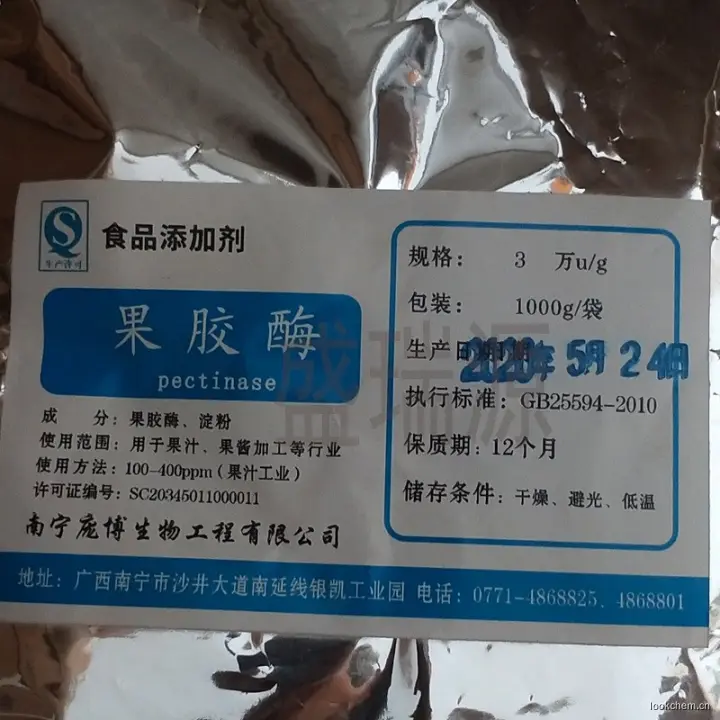 生产许可
食品添加剂
果胶酶
pectinase
成 分：果胶酶、淀粉
使用范围：用于果汁、果酱加工等行业
使用方法：100-400ppm（果汁工业）
许可证编号：SC20345011000011
南宁庞博生物工程有限公司
规格： 3 万u/g
包装： 1000g/袋
生产日期： 2020年 5月 24日
执行标准：GB25594-2010
保质期：12个月
储存条件：干燥、避光、低温
地址：广西南宁市沙井大道南延线银凯工业园 电话：0771-4868825、4868801
盛瑞源
lookchem.cn